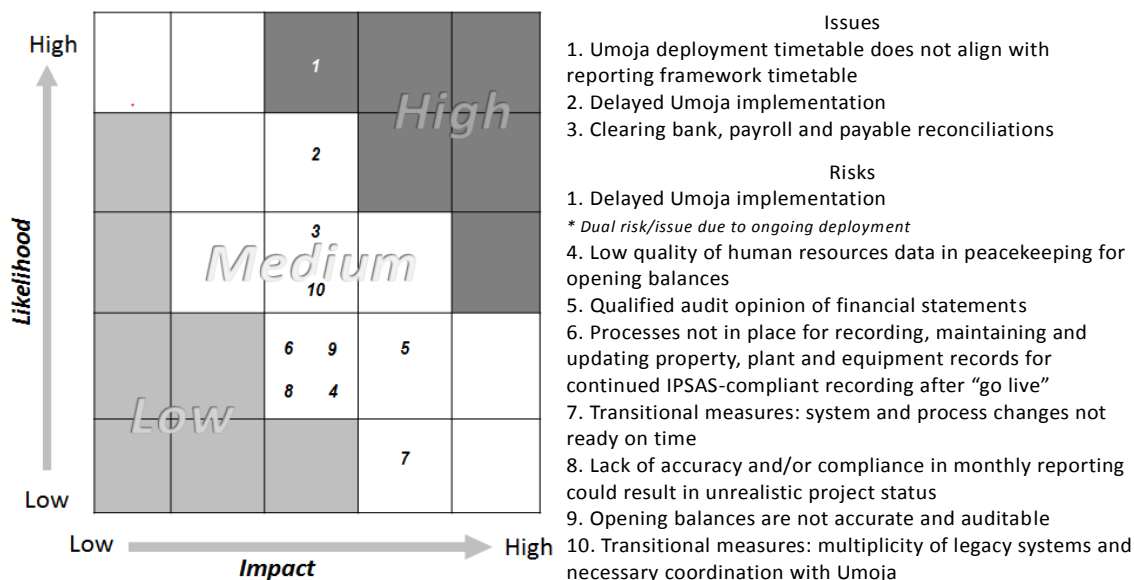 High
1
High
2
3
Medium
10
Likelihood
6 9 5
8 4
Low
7
Low
Low High
Impact
Issues
1. Umoja deployment timetable does not align with
reporting framework timetable
2. Delayed Umoja implementation
3. Clearing bank, payroll and payable reconciliations
Risks
1. Delayed Umoja implementation
* Dual risk/issue due to ongoing deployment
4. Low quality of human resources data in peacekeeping for
opening balances
5. Qualified audit opinion of financial statements
6. Processes not in place for recording, maintaining and
updating property, plant and equipment records for
continued IPSAS-compliant recording after “go live”
7. Transitional measures: system and process changes not
ready on time
8. Lack of accuracy and/or compliance in monthly reporting
could result in unrealistic project status
9. Opening balances are not accurate and auditable
10. Transitional measures: multiplicity of legacy systems and
necessary coordination with Umoja